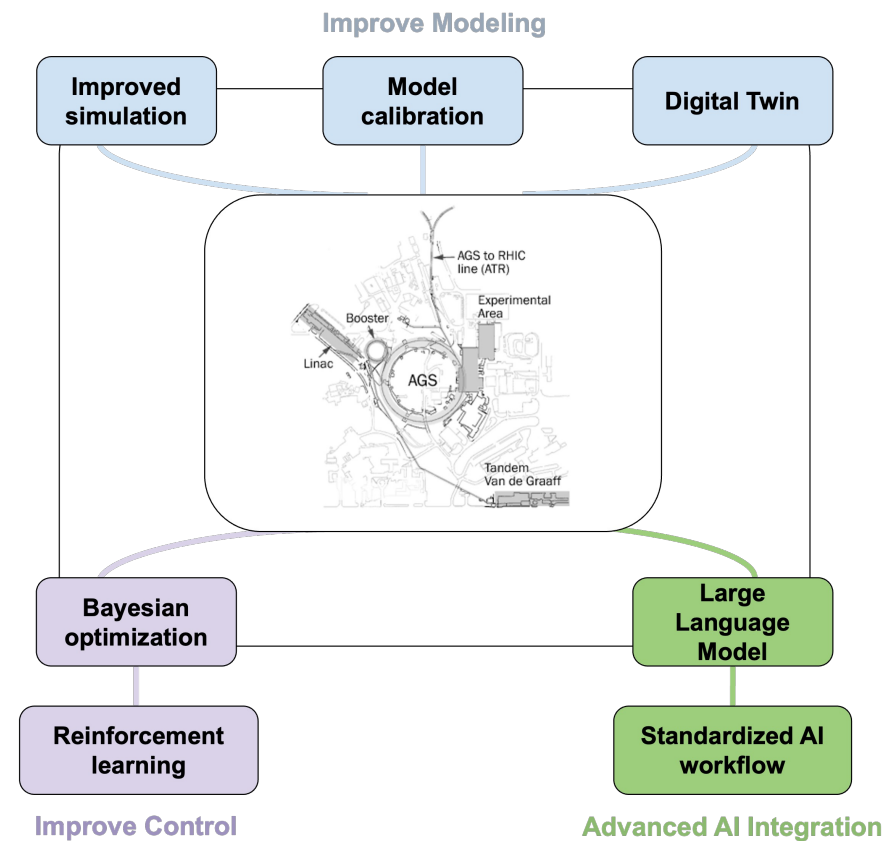 Improve Modeling
Improved
simulation
Model
calibration
Digital Twin
AGS to RHIC
line (ATR)
Experimental
Area
Booster
Linac
AGS
Tandem
Van de Graaff
Bayesian
optimization
Large
Language
Model
Reinforcement
learning
Standardized AI
workflow
Improve Control
Advanced AI Integration